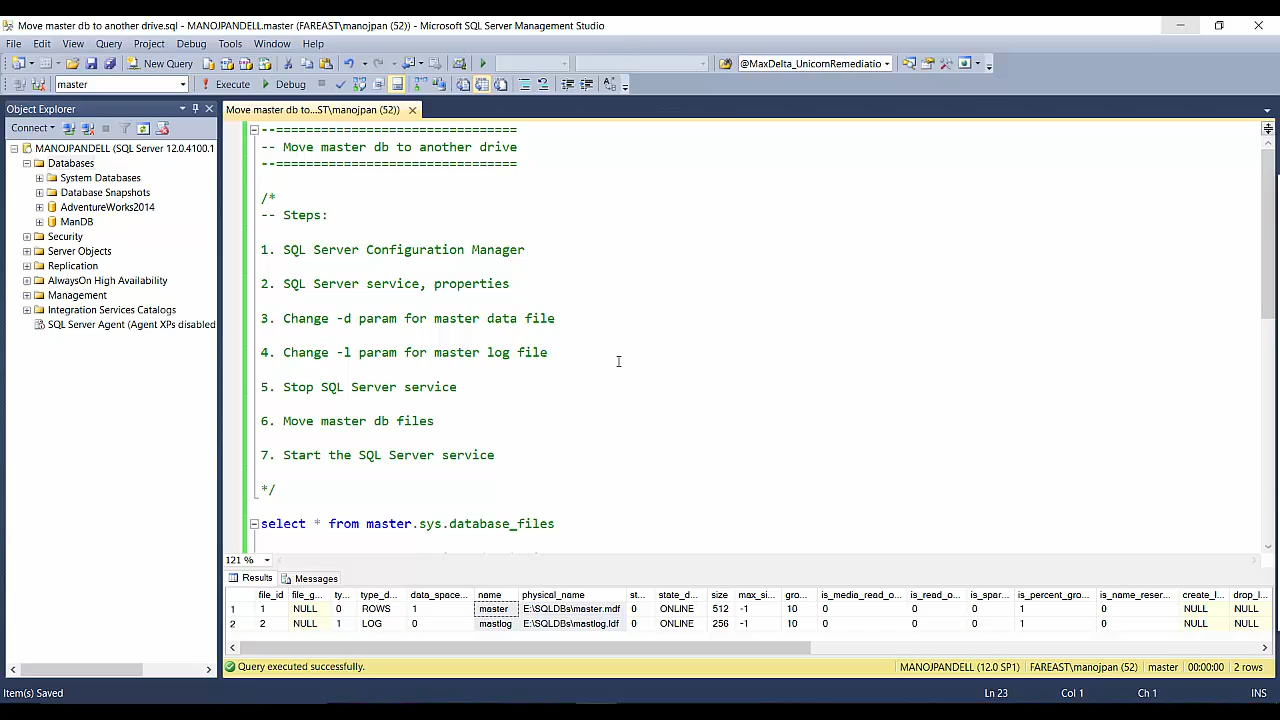 Move master db to another drive.sql - MANOJPANDELL.master (FAREAST\manojpan (52)) - Microsoft SQL Server Management Studio
File Edit View Query Project Debug Tools Window Help
New Query @MaxDelta_UnicomRemediatio
master Execute Debug
Object Explorer
Connect
MANOJPANDELL (SQL Server 12.0.4100.1
Databases
System Databases
Database Snapshots
AdventureWorks2014
ManDB
Security
Server Objects
Replication
AlwaysOn High Availability
Management
Integration Services Catalogs
SQL Server Agent (Agent XPs disabled
Move master db to...ST\manojpan (52))
--================================
-- Move master db to another drive
--================================
/*
-- Steps:
1. SQL Server Configuration Manager
2. SQL Server service, properties
3. Change -d param for master data file
4. Change -l param for master log file
5. Stop SQL Server service
6. Move master db files
7. Start the SQL Server service
*/
select * from master.sys.database_files
121 %
Results Messages
file_id file_g... ty... type_d... data_space... name physical_name st... state_d... size max_si... gro... is_media_read_o... is_read_o... is_spar... is_percent_gro... is_name_reser... create_l... drop_l...
1 1 NULL 0 ROWS 1 master E:\SQLDBs\master.mdf 0 ONLINE 512 -1 10 0 0 0 1 0 NULL NULL
2 2 NULL 1 LOG 0 mastlog E:\SQLDBs\mastlog.ldf 0 ONLINE 256 -1 10 0 0 0 1 0 NULL NULL
Query executed successfully. MANOJPANDELL (12.0 SP1) FAREAST\manojpan (52) master 00:00:00 2 rows
Item(s) Saved Ln 23 Col 1 Ch 1 INS